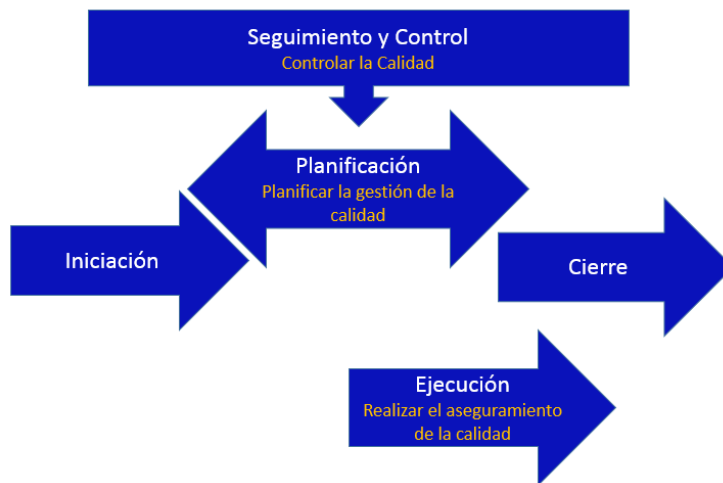 Seguimiento y Control
Controlar la Calidad
Planificación
Planificar la gestión de la
calidad
Iniciación
Cierre
Ejecución
Realizar el aseguramiento
de la calidad